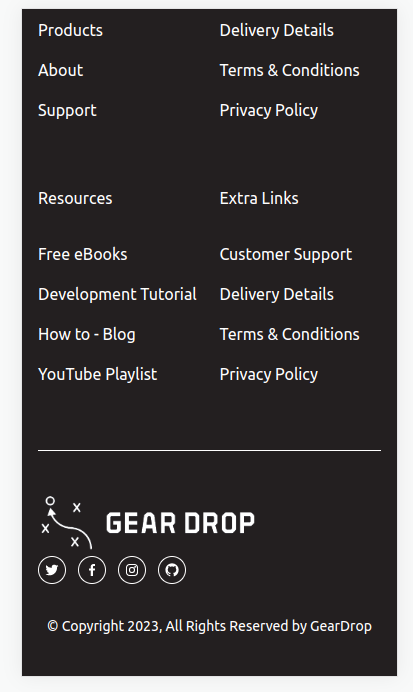 Products Delivery Details
About Terms & Conditions
Support Privacy Policy
Resources Extra Links
Free eBooks Customer Support
Development Tutorial Delivery Details
How to - Blog Terms & Conditions
YouTube Playlist Privacy Policy
GEAR DROP
© Copyright 2023, All Rights Reserved by GearDrop